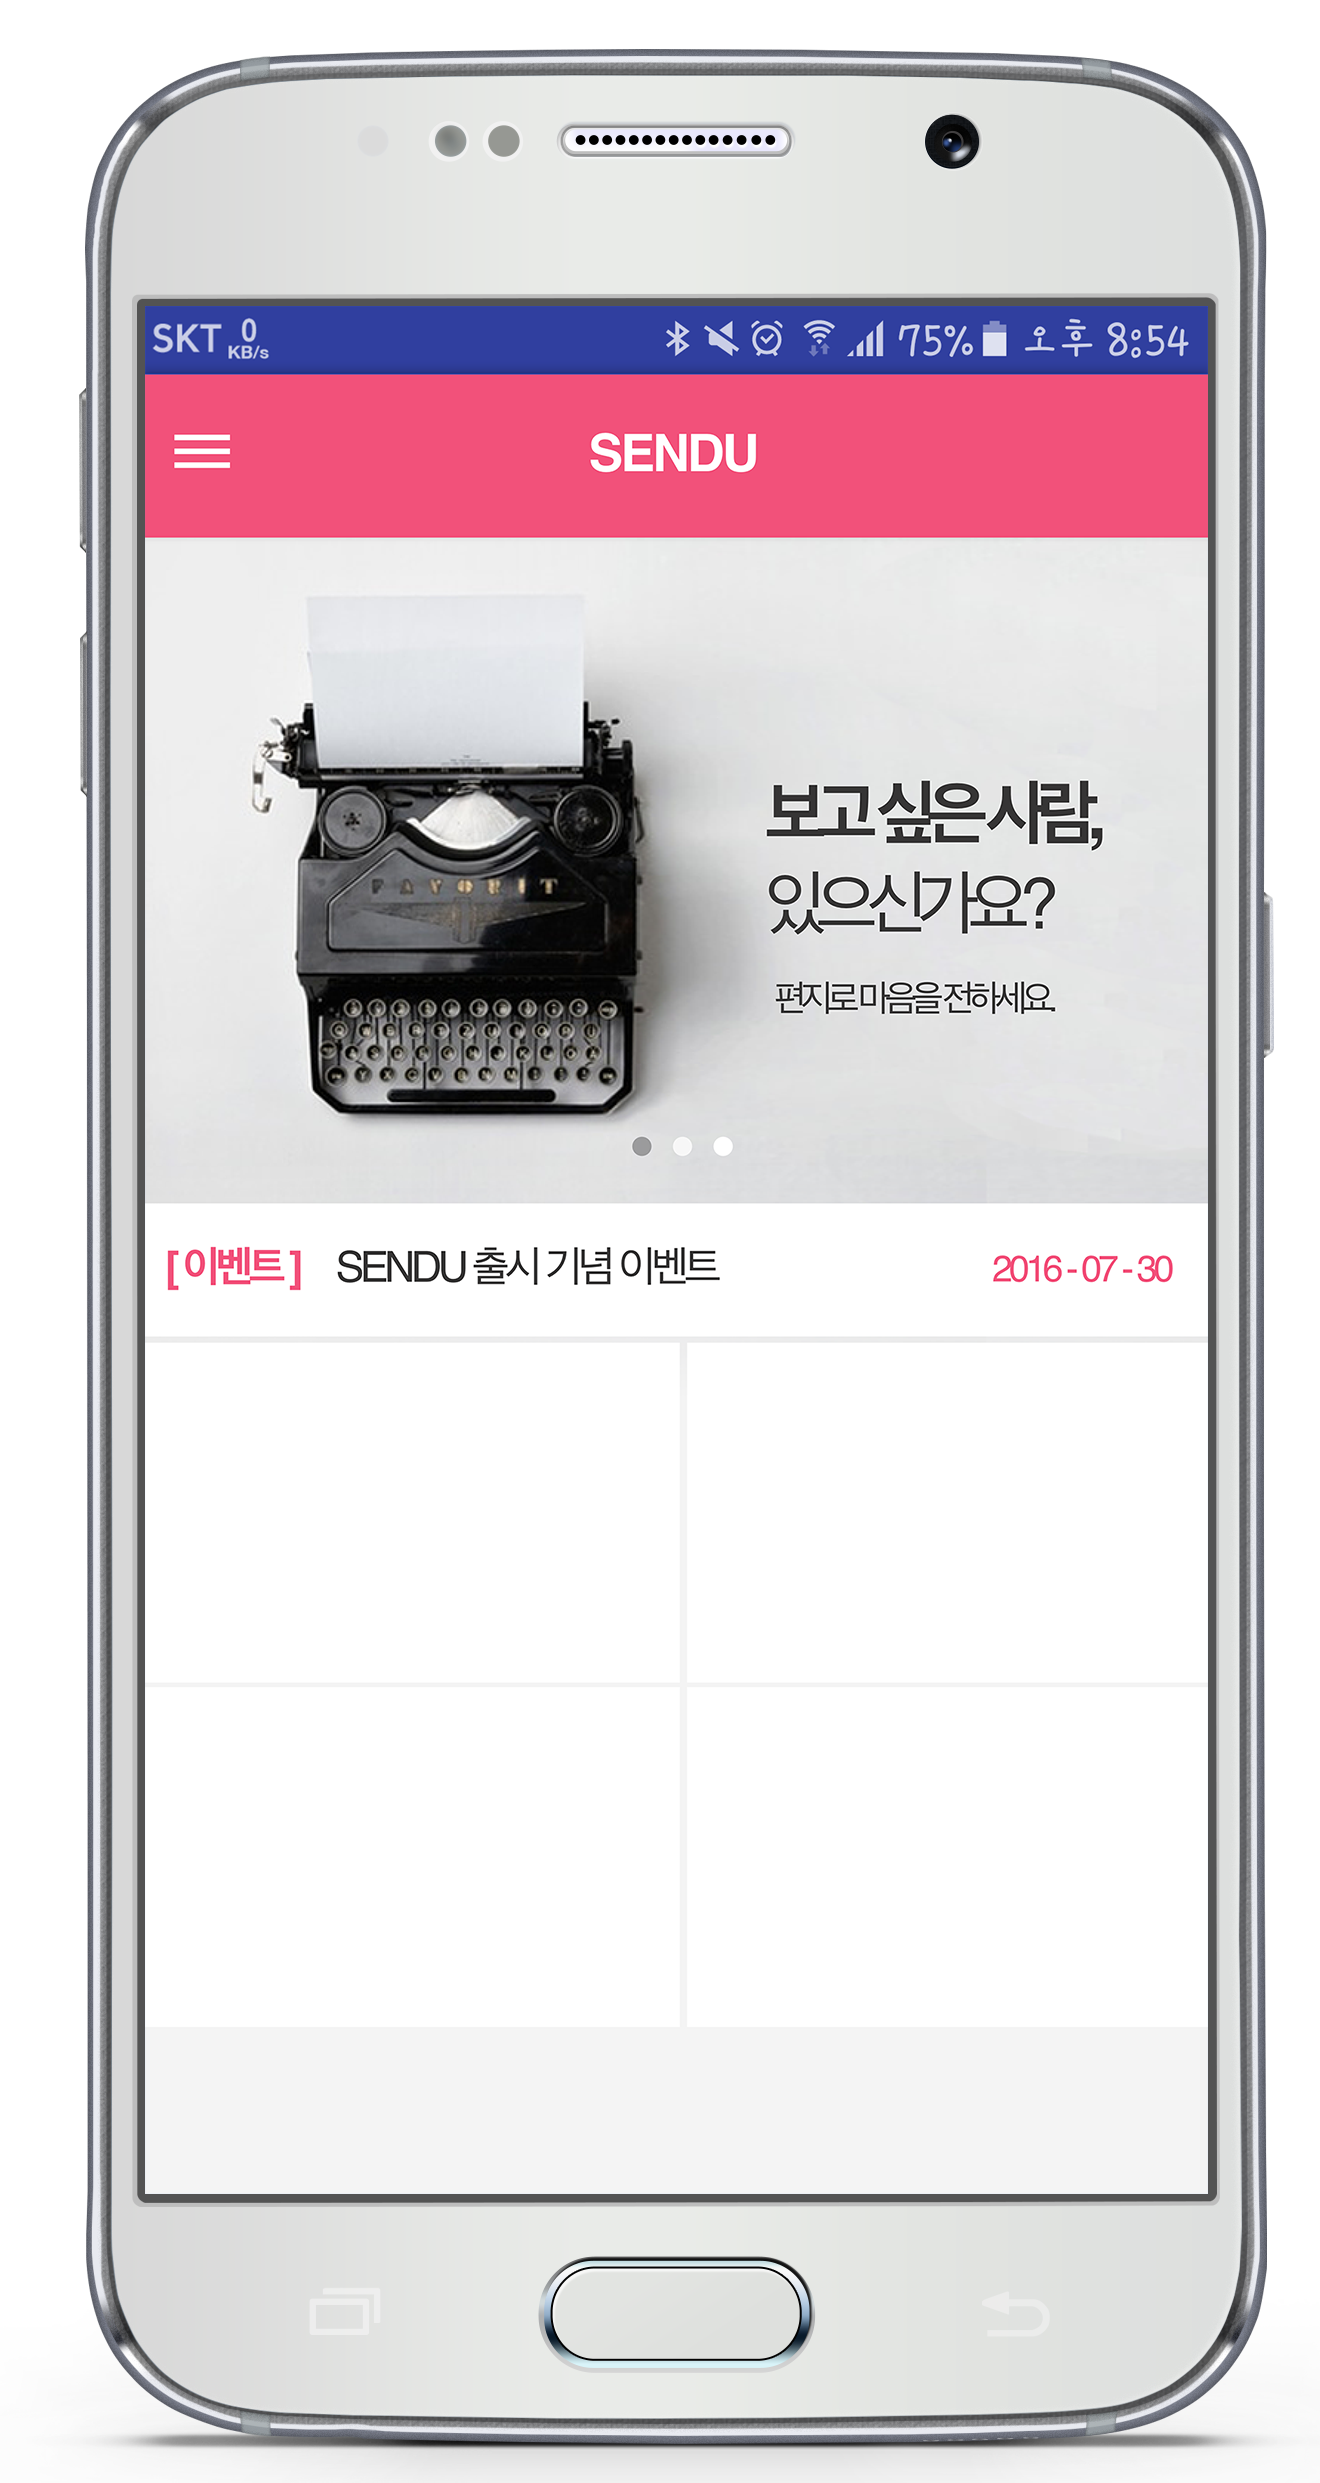 SKT 0 KB/s 75% 오후 8:54
SENDU
FAVORIT
보고 싶은 사람,
있으신가요?
편지로 마음을 전하세요.
[이벤트] SENDU 출시 기념 이벤트 2016-07-30